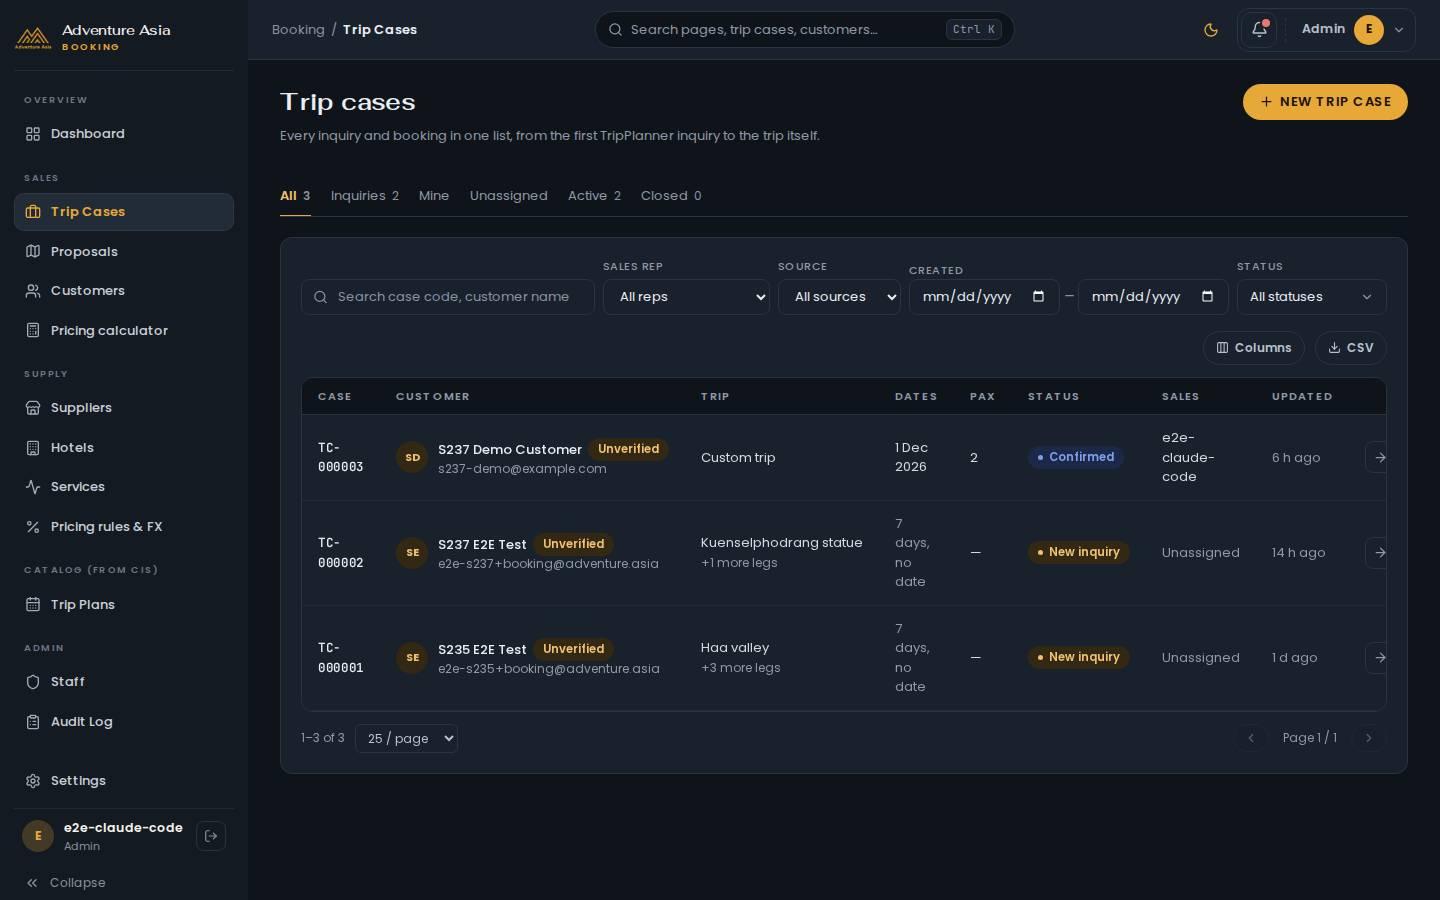 Adventure Asia
BOOKING
Adventure Asia
OVERVIEW
Dashboard
SALES
Trip Cases
Proposals
Customers
Pricing calculator
SUPPLY
Suppliers
Hotels
Services
Pricing rules & FX
CATALOG (FROM CIS)
Trip Plans
ADMIN
Staff
Audit Log
Settings
E
e2e-claude-code
Admin
Collapse
Booking / Trip Cases
Search pages, trip cases, customers... Ctrl K
Admin E
Trip cases
NEW TRIP CASE
Every inquiry and booking in one list, from the first TripPlanner inquiry to the trip itself.
All 3 Inquiries 2 Mine Unassigned Active 2 Closed 0
SALES REP SOURCE CREATED STATUS
Search case code, customer name All reps All sources mm/dd/yyyy – mm/dd/yyyy All statuses
Columns CSV
CASE CUSTOMER TRIP DATES PAX STATUS SALES UPDATED
TC-
000003
SD
S237 Demo Customer Unverified
s237-demo@example.com
Custom trip
1 Dec
2026
2
Confirmed
e2e-
claude-
code
6 h ago
TC-
000002
SE
S237 E2E Test Unverified
e2e-s237+booking@adventure.asia
Kuenselphodrang statue
+1 more legs
7
days,
no
date
—
New inquiry
Unassigned
14 h ago
TC-
000001
SE
S235 E2E Test Unverified
e2e-s235+booking@adventure.asia
Haa valley
+3 more legs
7
days,
no
date
—
New inquiry
Unassigned
1 d ago
1–3 of 3 25 / page Page 1 / 1